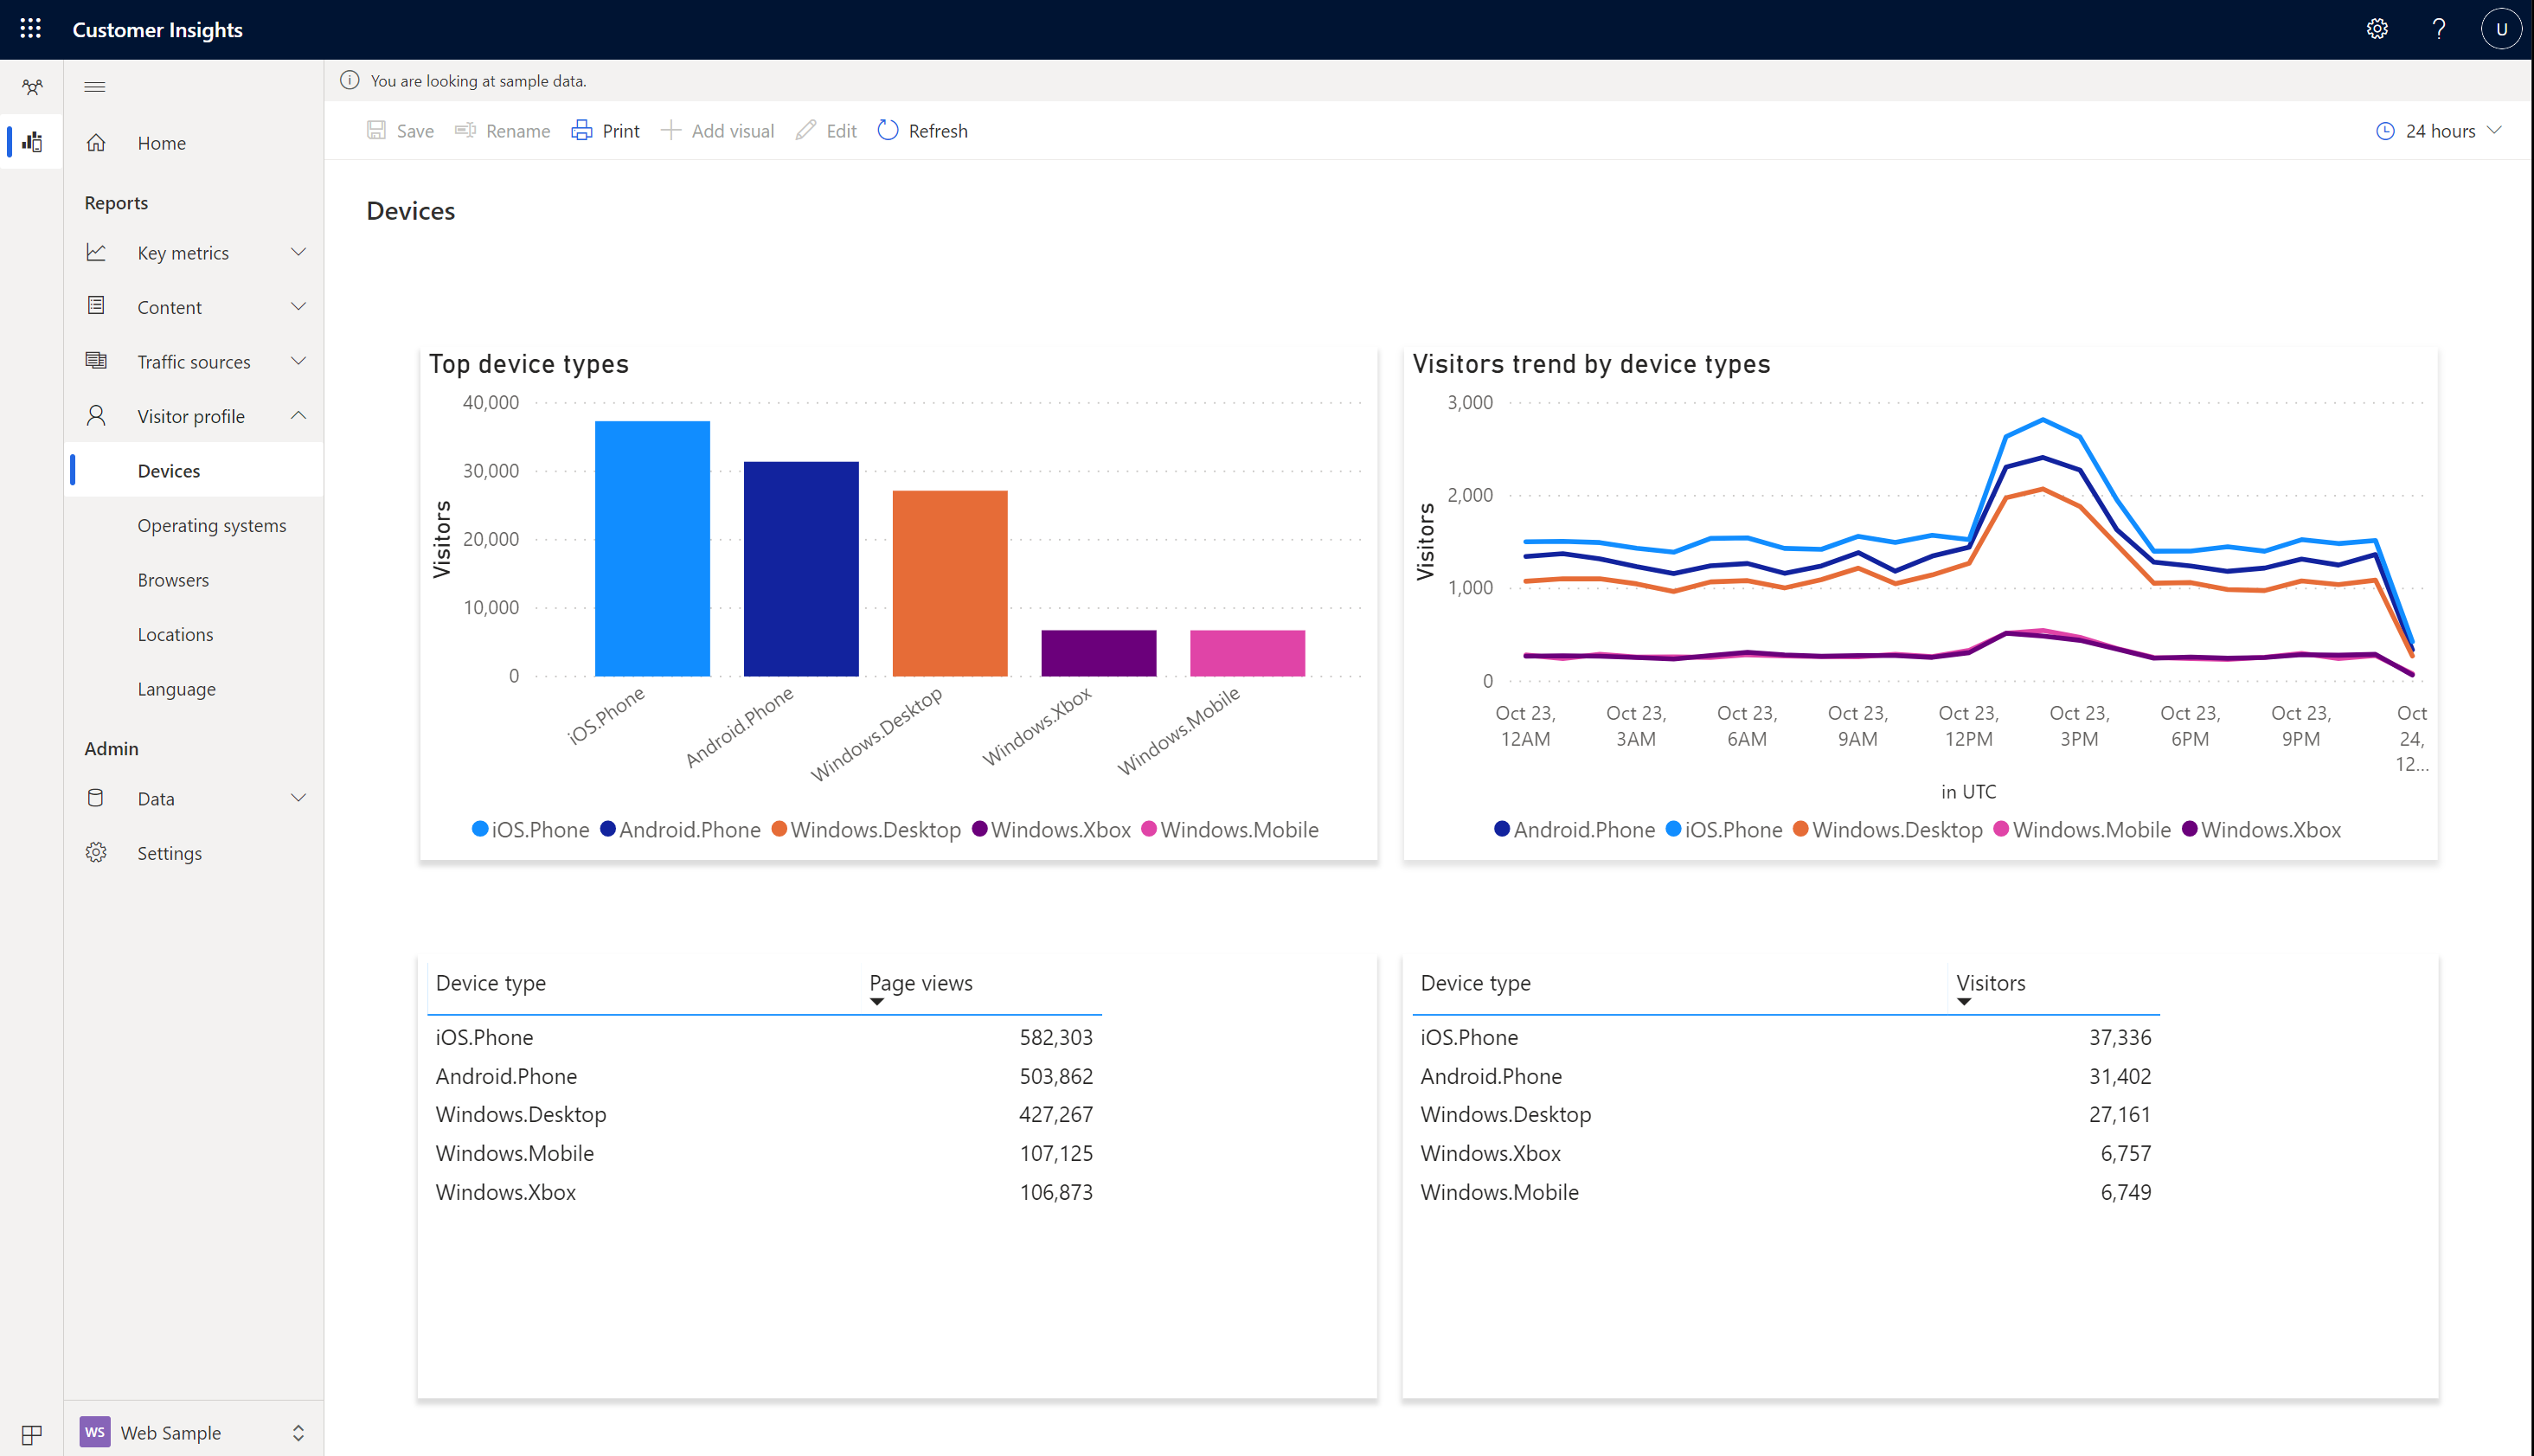 Customer Insights
?
U
You are looking at sample data.
Save Rename Print Add visual Edit Refresh
24 hours
Home
Reports
Key metrics
Content
Traffic sources
Visitor profile
Devices
Operating systems
Browsers
Locations
Language
Admin
Data
Settings
WS Web Sample
Devices
Top device types
Visitors
40,000
30,000
20,000
10,000
0
iOS.Phone Android.Phone Windows.Desktop Windows.Xbox Windows.Mobile
iOS.Phone Android.Phone Windows.Desktop Windows.Xbox Windows.Mobile
Visitors trend by device types
Visitors
3,000
2,000
1,000
0
Oct 23, Oct 23, Oct 23, Oct 23, Oct 23, Oct 23, Oct 23, Oct 23, Oct
12AM 3AM 6AM 9AM 12PM 3PM 6PM 9PM 24,
12...
in UTC
Android.Phone iOS.Phone Windows.Desktop Windows.Mobile Windows.Xbox
Device type Page views
iOS.Phone 582,303
Android.Phone 503,862
Windows.Desktop 427,267
Windows.Mobile 107,125
Windows.Xbox 106,873
Device type Visitors
iOS.Phone 37,336
Android.Phone 31,402
Windows.Desktop 27,161
Windows.Xbox 6,757
Windows.Mobile 6,749